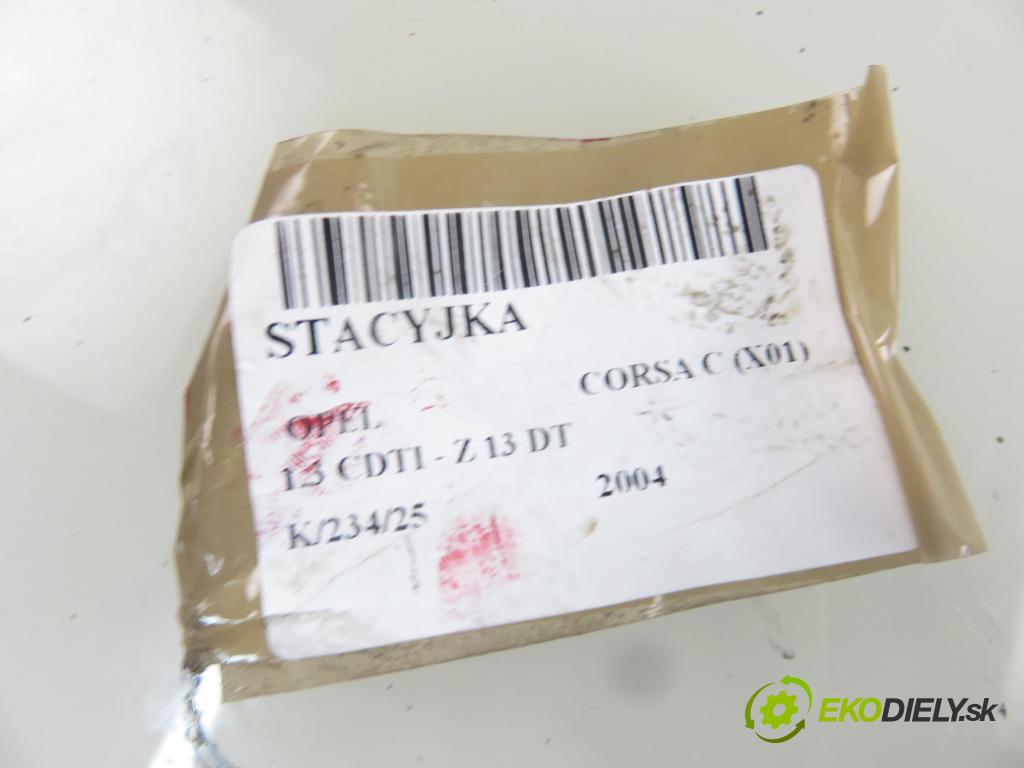 STACYJKA
OPEL CORSA C (X01)
1.3 CDTI - Z 13 DT
K/234/25 2004
EKODIELY.sk